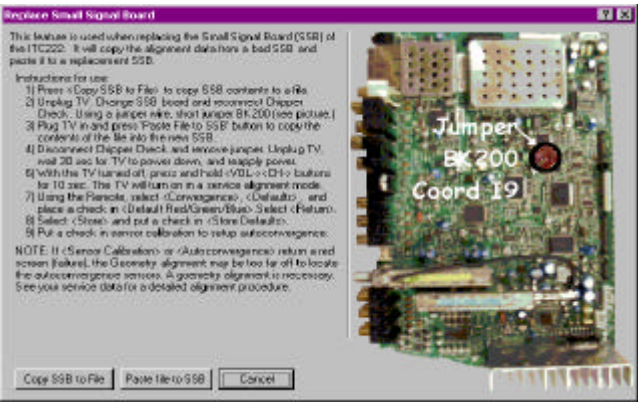 Replace Small Signal Board
This feature is used when replacing the Small Signal Board (SSB) of
the ITC222. It will copy the alignment data from a bad SSB and
paste it to a replacement SSB.
Instructions for use:
1) Press <Copy SSB to File> to copy SSB contents to a file.
2) Unplug TV. Change SSB board and reconnect Chipper
Check. Using a jumper wire, short jumper BK200 (see picture.)
3) Plug TV in and press 'Paste File to SSB' button to copy the
contents of the file into the new SSB.
4) Disconnect Chipper Check and remove jumper. Unplug TV,
wait 30 sec for TV to power down, and reapply power.
6) With the TV turned off, press and hold <VOL-><CH-> buttons
for 10 sec. The TV will turn on in a service alignment mode.
7) Using the Remote, select <Convergence>, <Defaults>, and
place a check in <Default Red/Green/Blue>. Select <Return>.
8) Select <Store> and put a check in <Store Defaults>.
9) Put a check in sensor calibration to setup autoconvergence.
NOTE: If <Sensor Calibration> or <Autoconvergence> return a red
screen (failure), the Geometry alignment may be too far off to locate
the autoconvergence sensors. A geometry alignment is necessary.
See your service data for a detailed alignment procedure.
Jumper
BK200
Coord I9
Copy SSB to File
Paste file to SSB
Cancel